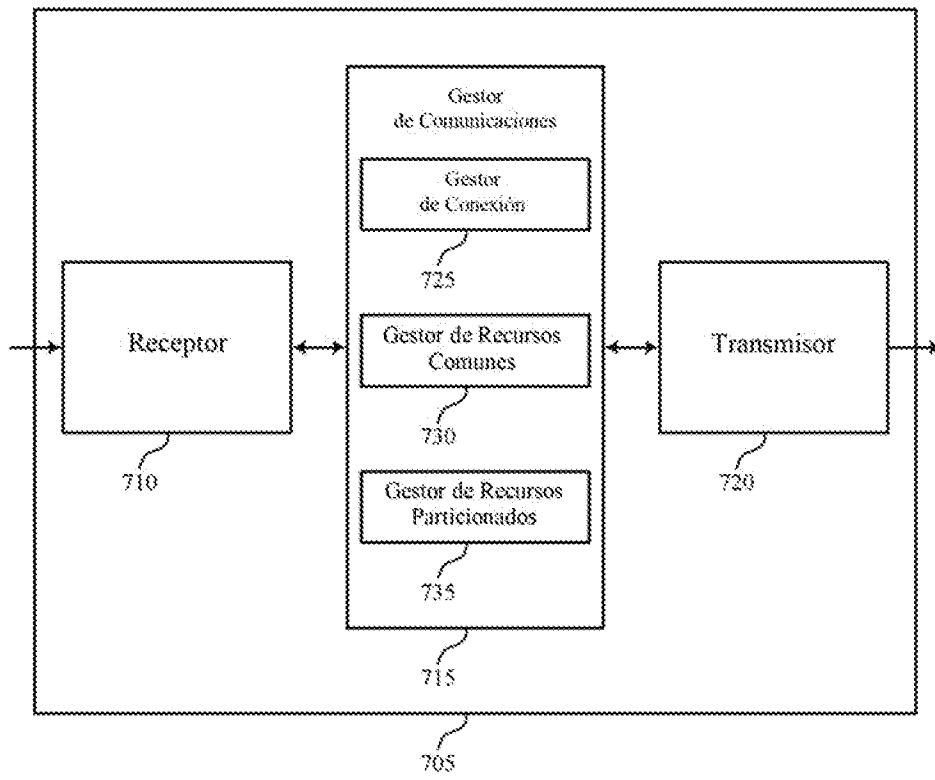 Gestor
de Comunicaciones
Gestor
de Conexión
725
Receptor
710
Gestor de Recursos
Comunes
730
Transmisor
720
Gestor de Recursos
Particionados
735
715
705